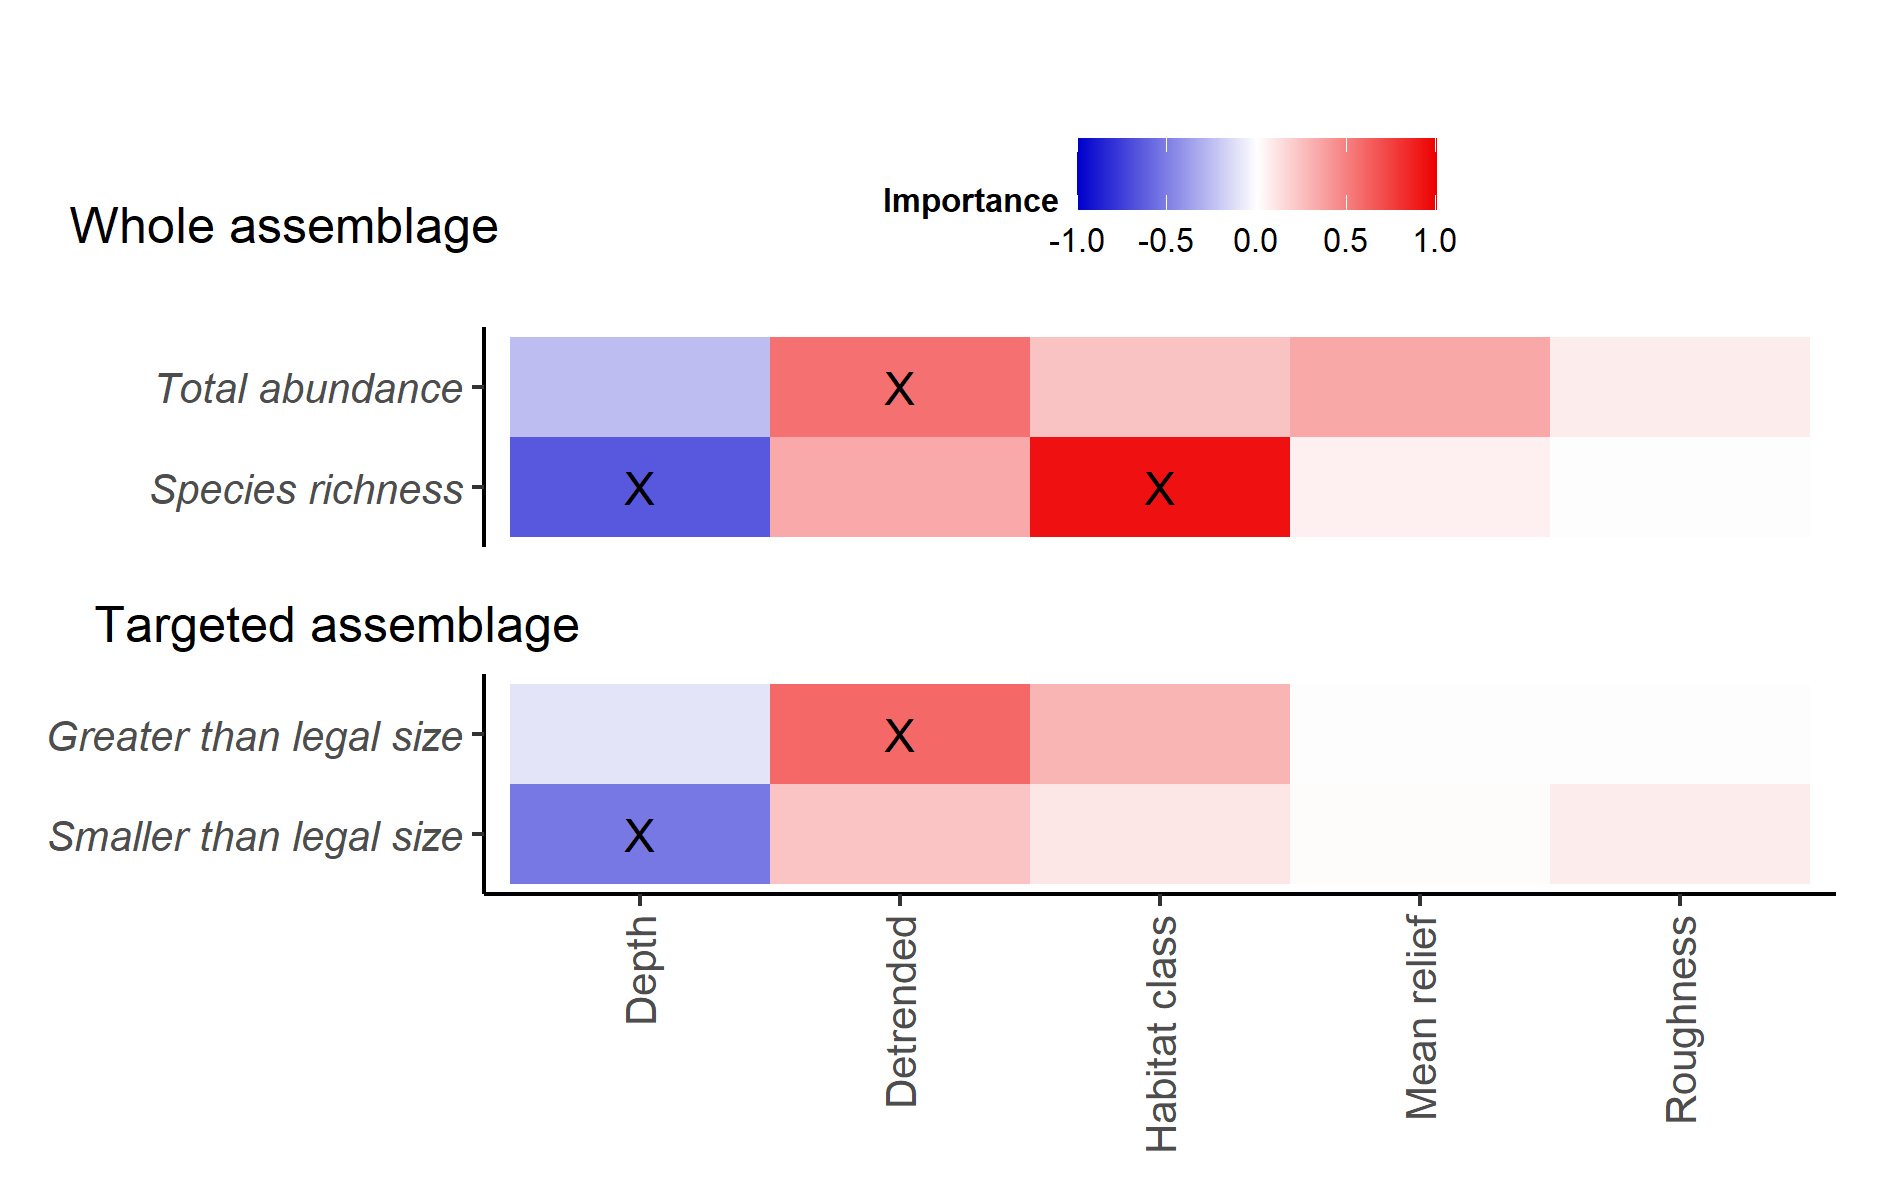 Importance
-1.0 -0.5 0.0 0.5 1.0
Whole assemblage
Total abundance X
Species richness X X
Targeted assemblage
Greater than legal size X
Smaller than legal size X
Depth
Detrended
Habitat class
Mean relief
Roughness